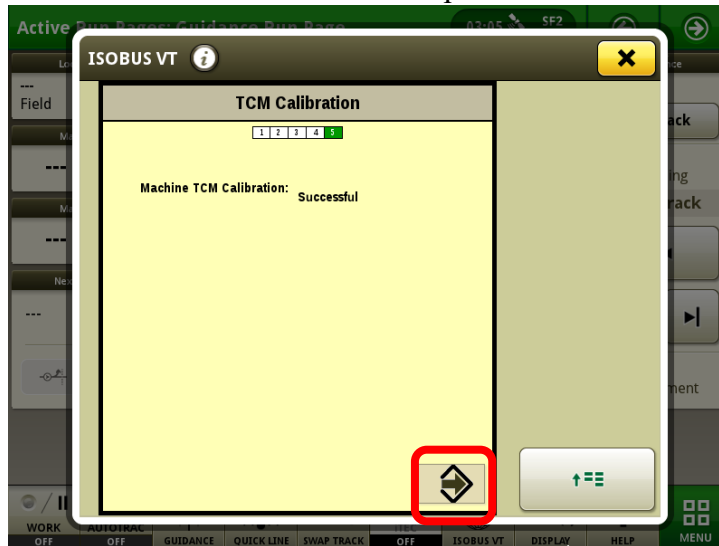 Active Run Pages: Guidance Run Page
03:05
SF2
ISOBUS VT
TCM Calibration
1 2 3 4 5
Machine TCM Calibration: Successful
---
Field
---
---
Nex
---
ack
ing
rack
ment
WORK
OFF
AUTOTRAC
OFF
GUIDANCE
QUICK LINE
SWAP TRACK
iTEC
OFF
ISOBUS VT
DISPLAY
HELP
MENU